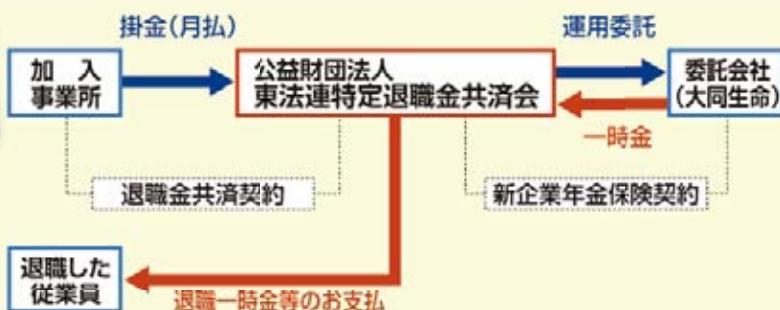 掛金(月払)
運用委託
加 入
事業所
公益財団法人
東法連特定退職金共済会
委託会社
(大同生命)
一時金
退職金共済契約
新企業年金保険契約
退職した
従業員
退職一時金等のお支払